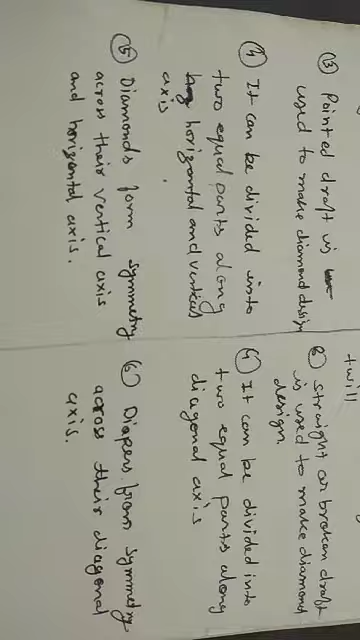 ③ Pointed draft is
used to make diamond design
④ It can be divided into
two equal parts along
horizontal and vertical
axis.
⑤ Diamonds form symmetry
across their vertical axis
and horizontal axis.
twill
③ Straight or broken draft
is used to make diamond
design.
④ It can be divided into
two equal parts along
diagonal axis
⑥ Diapers from symmetry
across their diagonal
axis.